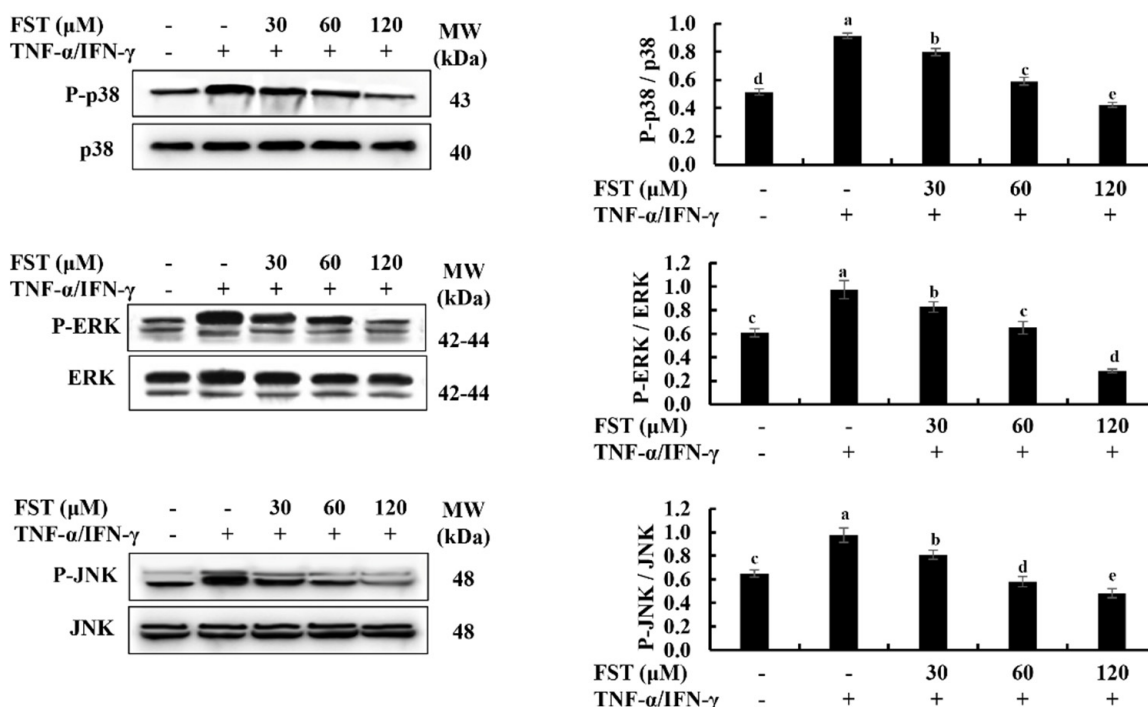 FST (μM) - - 30 60 120 MW
TNF-α/IFN-γ - + + + + (kDa)
P-p38 43
p38 40
a
b
c
d
e
P-p38 / p38
1.0
0.8
0.6
0.4
0.2
0.0
FST (μM) - - 30 60 120
TNF-α/IFN-γ - + + + +
FST (μM) - - 30 60 120 MW
TNF-α/IFN-γ - + + + + (kDa)
P-ERK 42-44
ERK 42-44
a
b
c
c
d
P-ERK / ERK
1.2
1.0
0.8
0.6
0.4
0.2
0.0
FST (μM) - - 30 60 120
TNF-α/IFN-γ - + + + +
FST (μM) - - 30 60 120 MW
TNF-α/IFN-γ - + + + + (kDa)
P-JNK 48
JNK 48
a
b
c
d
e
P-JNK / JNK
1.2
1.0
0.8
0.6
0.4
0.2
0.0
FST (μM) - - 30 60 120
TNF-α/IFN-γ - + + + +